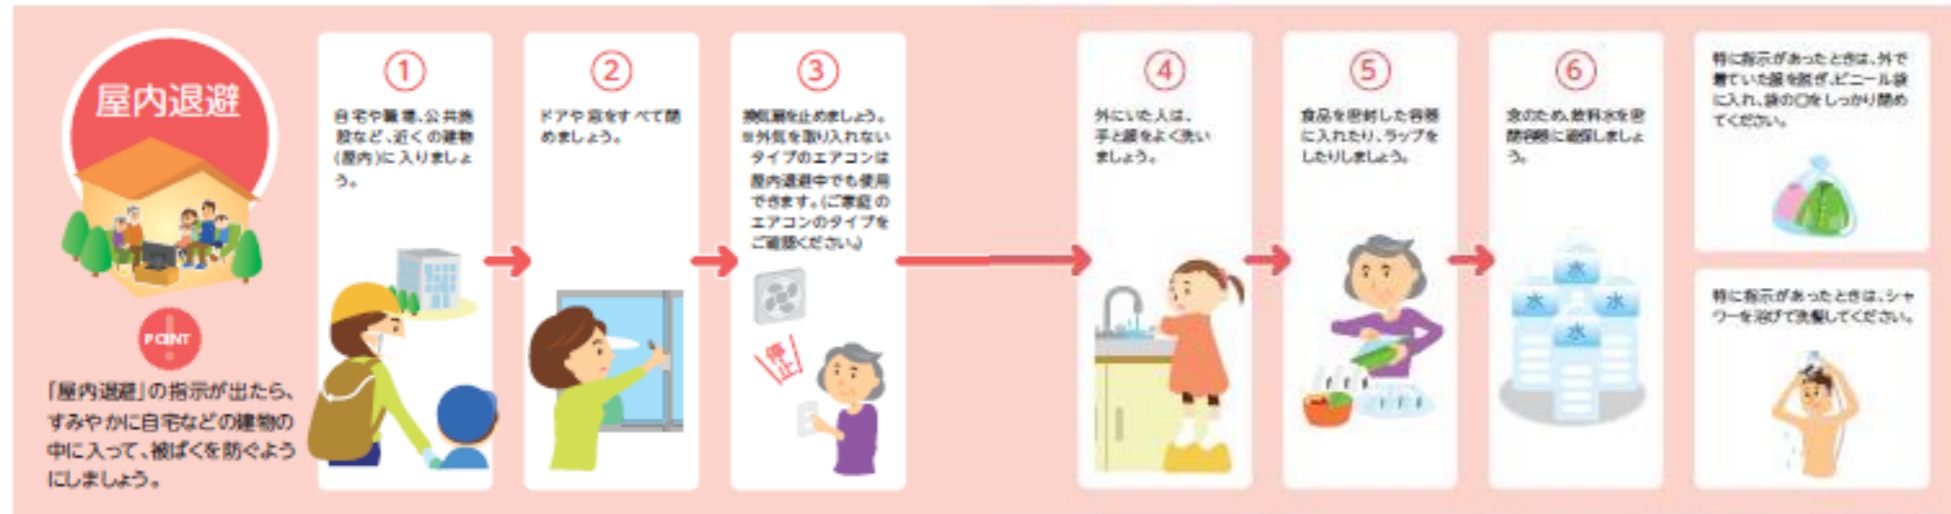 屋内退避
POINT
「屋内退避」の指示が出たら、
すみやかに自宅などの建物の
中に入って、被ばくを防ぐよう
にしましょう。
①
自宅や職場、公共施
設など、近くの建物
(屋内)に入りましょ
う。
②
ドアや窓をすべて閉
めましょう。
③
換気扇を止めましょう。
※外気を取り入れない
タイプのエアコンは
屋内退避中でも使用
できます。(ご家庭の
エアコンのタイプを
ご確認ください。)
停止
④
外にいた人は、
手と顔をよく洗い
ましょう。
⑤
食品を密封した容器
に入れたり、ラップを
したりしましょう。
⑥
念のため、飲料水を密
閉容器に確保しましょ
う。
水
水
水
水
特に指示があったときは、外で
着ていた服を脱ぎ、ビニール袋
に入れ、袋の口をしっかり閉め
てください。
特に指示があったときは、シャ
ワーを浴びて洗髪してください。